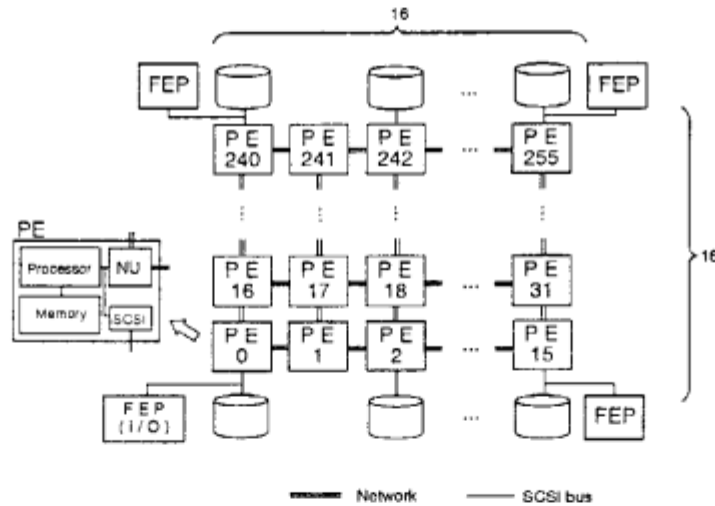 16
FEP
FEP
...
PE 240
PE 241
PE 242
...
PE 255
PE
Processor
NU
Memory
SCSI
16
PE 16
PE 17
PE 18
...
PE 31
PE 0
PE 1
PE 2
...
PE 15
FEP
(I/O)
...
FEP
Network
SCSI bus